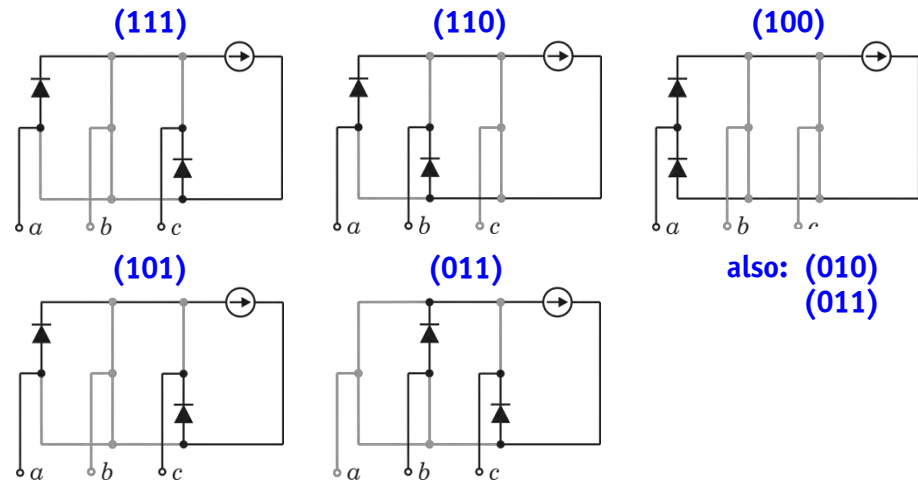 (111)
(110)
(100)
a b c
a b c
a b
(101)
(011)
also: (010)
(011)
a b c
a b c